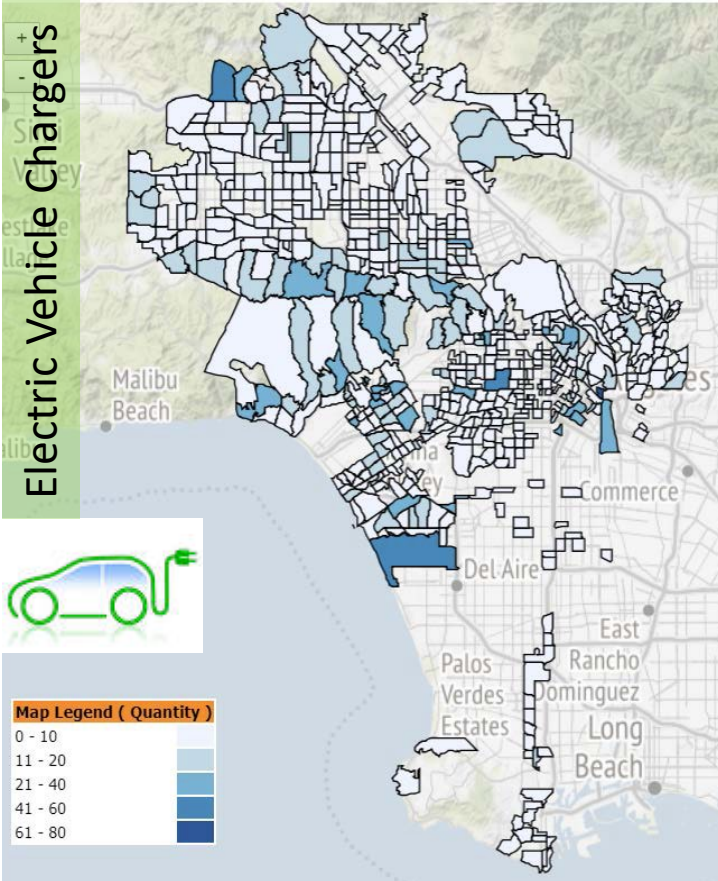 Electric Vehicle Chargers
+
-
Valley
Malibu
Beach
Commerce
Del Aire
East
Rancho
Dominguez
Palos
Verdes
Estates
Long
Beach
Map Legend ( Quantity )
0 - 10
11 - 20
21 - 40
41 - 60
61 - 80